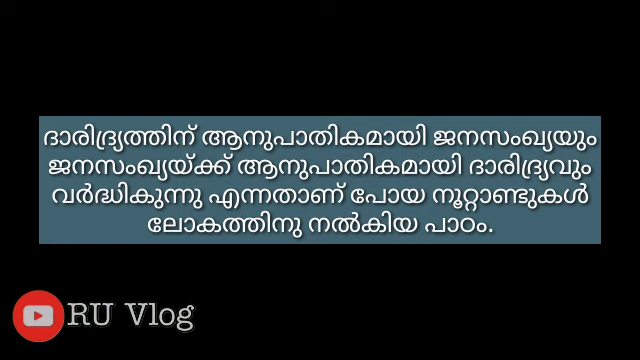 ദാരിദ്ര്യത്തിന് ആനുപാതികമായി ജനസംഖ്യയും
ജനസംഖ്യയ്ക്ക് ആനുപാതികമായി ദാരിദ്ര്യവും
വർദ്ധികുന്നു എന്നതാണ് പോയ നൂറ്റാണ്ടുകൾ
ലോകത്തിനു നൽകിയ പാഠം.
RU Vlog